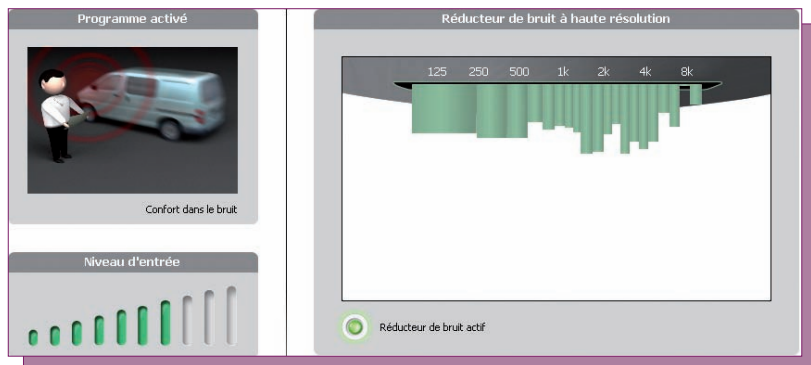 Programme activé
Confort dans le bruit
Niveau d'entrée
Réducteur de bruit à haute résolution
125 250 500 1k 2k 4k 8k
Réducteur de bruit actif